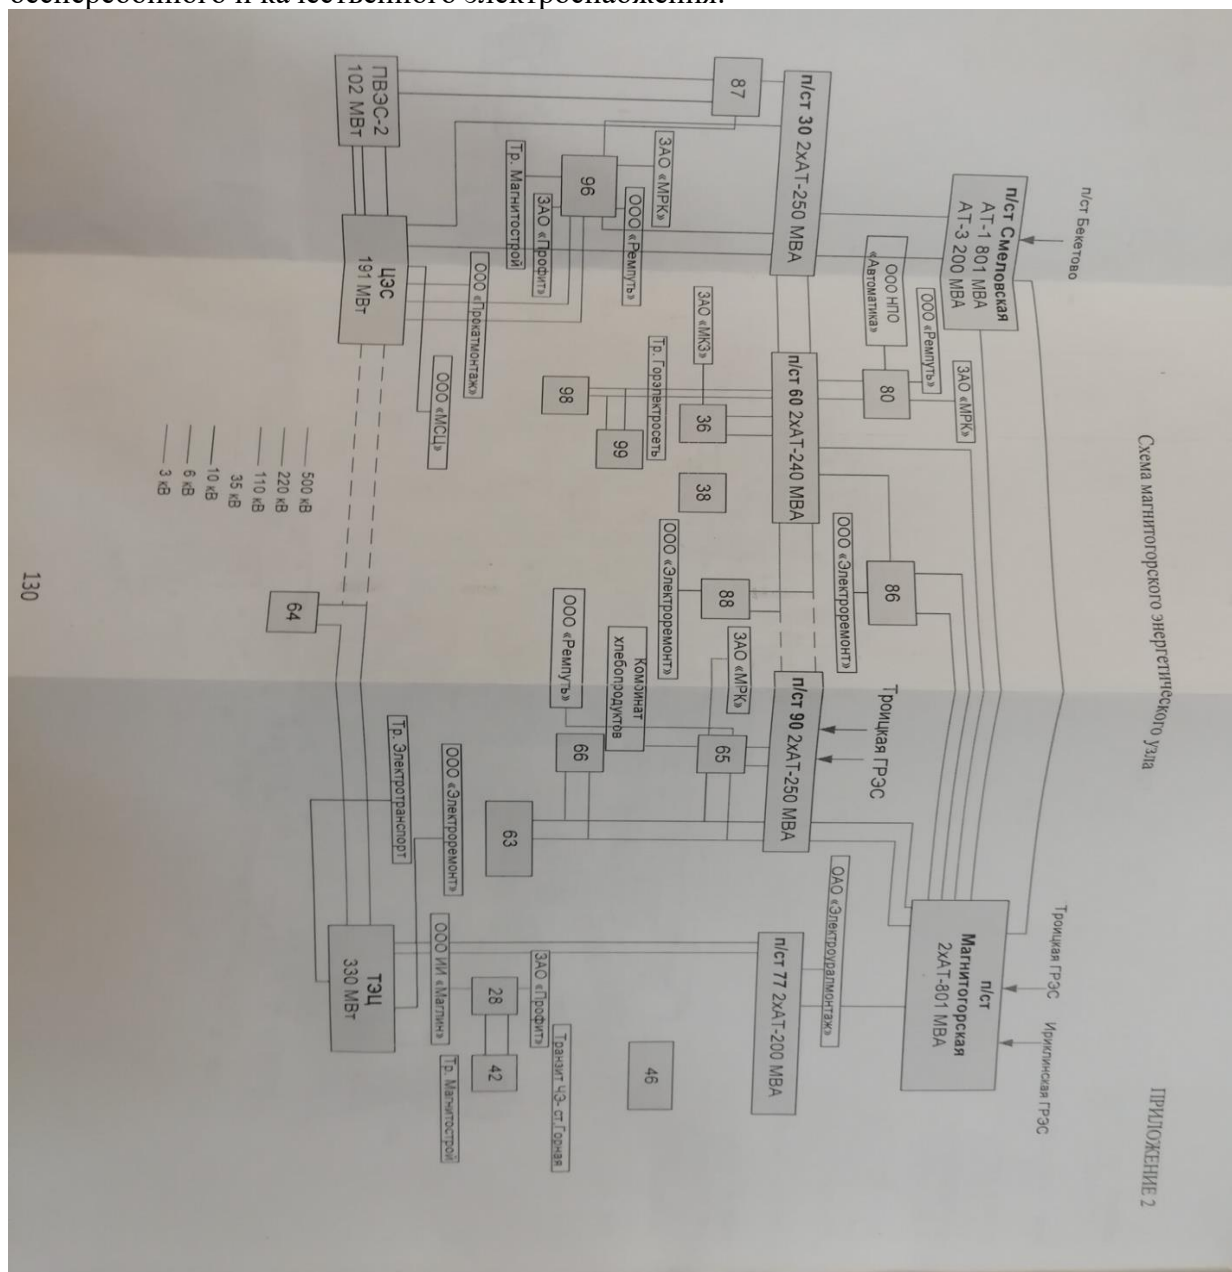 ПРИЛОЖЕНИЕ 2
Схема магнитогорского энергетического узла
п/ст Бекетово
Троицкая ГРЭС
Ириклинская ГРЭС
п/ст Смеловская
АТ-1 801 МВА
АТ-3 200 МВА
п/ст
Магнитогорская
2хАТ-801 МВА
ООО НПО
«Автоматика»
ООО «Ремпуть»
ЗАО «МРК»
80
86
ООО «Электроремонт»
Троицкая ГРЭС
ОАО «Электроуралмонтаж»
п/ст 30 2хАТ-250 МВА
п/ст 60 2хАТ-240 МВА
п/ст 90 2хАТ-250 МВА
п/ст 77 2хАТ-200 МВА
87
ЗАО «МРК»
ООО «Ремпуть»
96
Тр. Магнитострой
ЗАО «Профит»
ЗАО «МКЗ»
36
38
Тр. Горэлектросеть
98
99
88
ООО «Электроремонт»
ЗАО «МРК»
65
Комбинат
хлебопродуктов
ООО «Ремпуть»
66
63
46
ЗАО «Профит»
Транзит ЧЭ- ст.Горная
28
42
ООО ИИ «Маглин»
Тр. Магнитострой
ООО «Прокатмонтаж»
ООО «МСЦ»
ООО «Электроремонт»
Тр. Электротранспорт
ПВЭС-2
102 МВт
ЦЭС
191 МВт
64
ТЭЦ
330 МВт
500 кВ
220 кВ
110 кВ
35 кВ
10 кВ
6 кВ
3 кВ
130